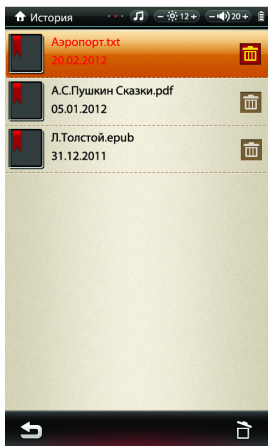 История - 12 + - 20 +
Аэропорт.txt
20.02.2012
А.С.Пушкин Сказки.pdf
05.01.2012
Л.Толстой.epub
31.12.2011